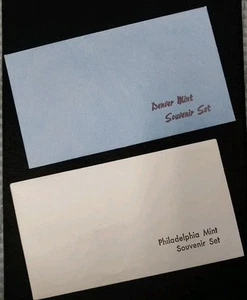 Denver Mint
Souvenir Set
Philadelphia Mint
Souvenir Set